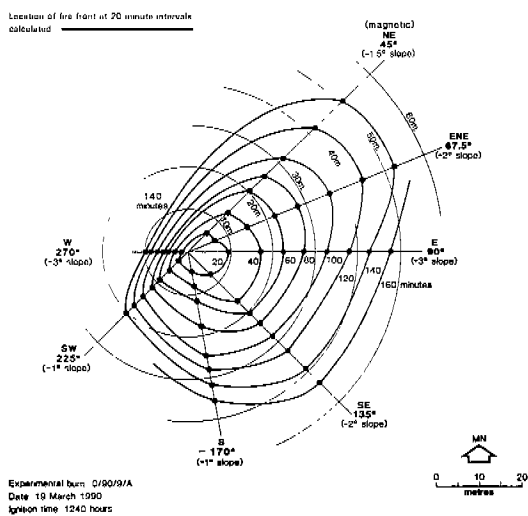 Location of fire front at 20 minute intervals
calculated
(magnetic)
NE
45°
(-1.5° slope)
60m
50m
40m
30m
20m
10m
ENE
67.5°
(-2° slope)
140
minutes
W
270°
(-3° slope)
20
40
60
80
100
120
140
160 minutes
E
90°
(-3° slope)
SW
225°
(-1° slope)
SE
135°
(-2° slope)
S
170°
(-1° slope)
MN
0 10 20
metres
Experimental burn 0/90/9/A
Date 19 March 1990
Ignition time 1240 hours